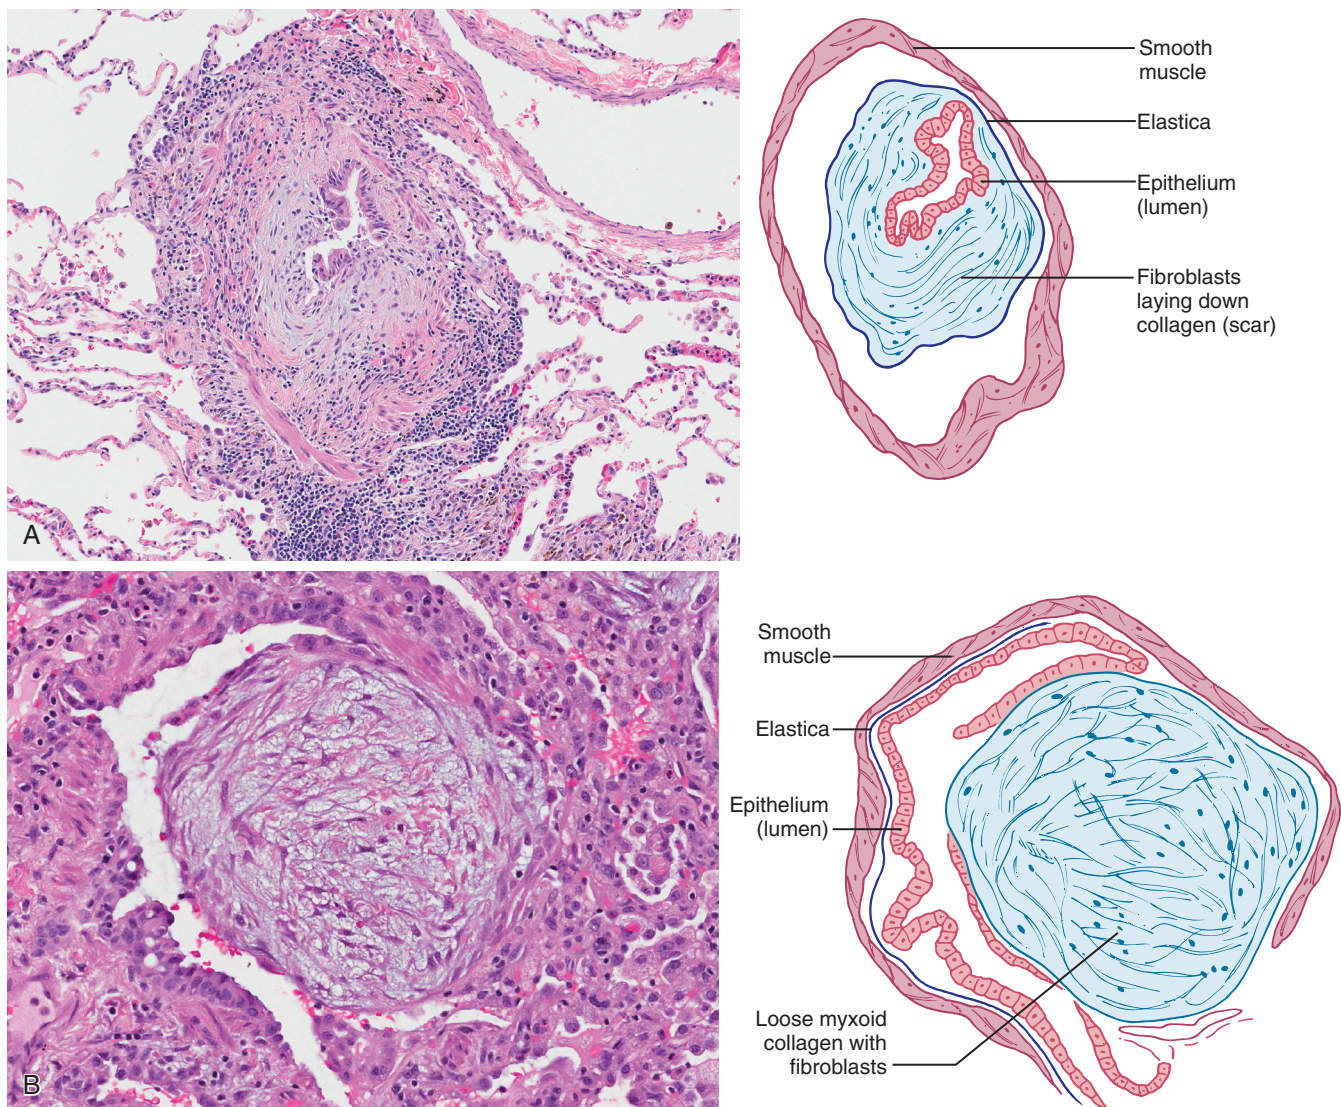 Smooth
muscle
Elastica
Epithelium
(lumen)
Fibroblasts
laying down
collagen (scar)
A
Smooth
muscle
Elastica
Epithelium
(lumen)
Loose myxoid
collagen with
fibroblasts
B